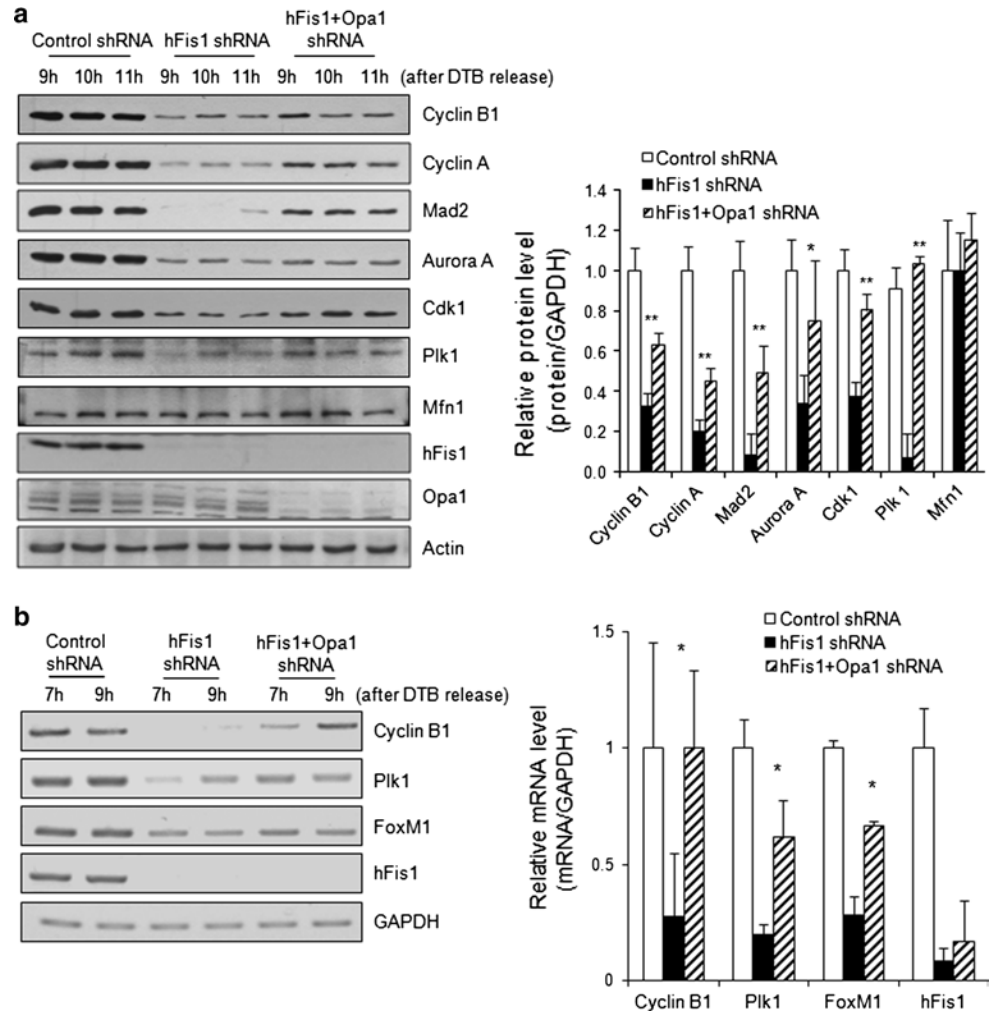 a
Control shRNA hFis1 shRNA hFis1+Opa1 shRNA
9h 10h 11h 9h 10h 11h 9h 10h 11h (after DTB release)
Cyclin B1
Cyclin A
Mad2
Aurora A
Cdk1
Plk1
Mfn1
hFis1
Opa1
Actin
Control shRNA
hFis1 shRNA
hFis1+Opa1 shRNA
Relative protein level
(protein/GAPDH)
1.4
1.2
1.0
0.8
0.6
0.4
0.2
0.0
** ** ** * ** **
Cyclin B1 Cyclin A Mad2 Aurora A Cdk1 Plk 1 Mfn1
b
Control shRNA hFis1 shRNA hFis1+Opa1 shRNA
7h 9h 7h 9h 7h 9h (after DTB release)
Cyclin B1
Plk1
FoxM1
hFis1
GAPDH
Control shRNA
hFis1 shRNA
hFis1+Opa1 shRNA
Relative mRNA level
(mRNA/GAPDH)
1.5
1
0.5
0
* * *
Cyclin B1 Plk1 FoxM1 hFis1